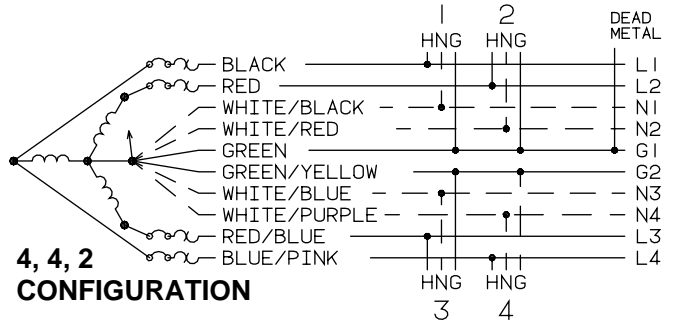 1 2 DEAD
HNG HNG METAL
BLACK L1
RED L2
WHITE/BLACK N1
WHITE/RED N2
GREEN G1
GREEN/YELLOW G2
WHITE/BLUE N3
WHITE/PURPLE N4
RED/BLUE L3
BLUE/PINK L4
4, 4, 2
CONFIGURATION
HNG HNG
3 4